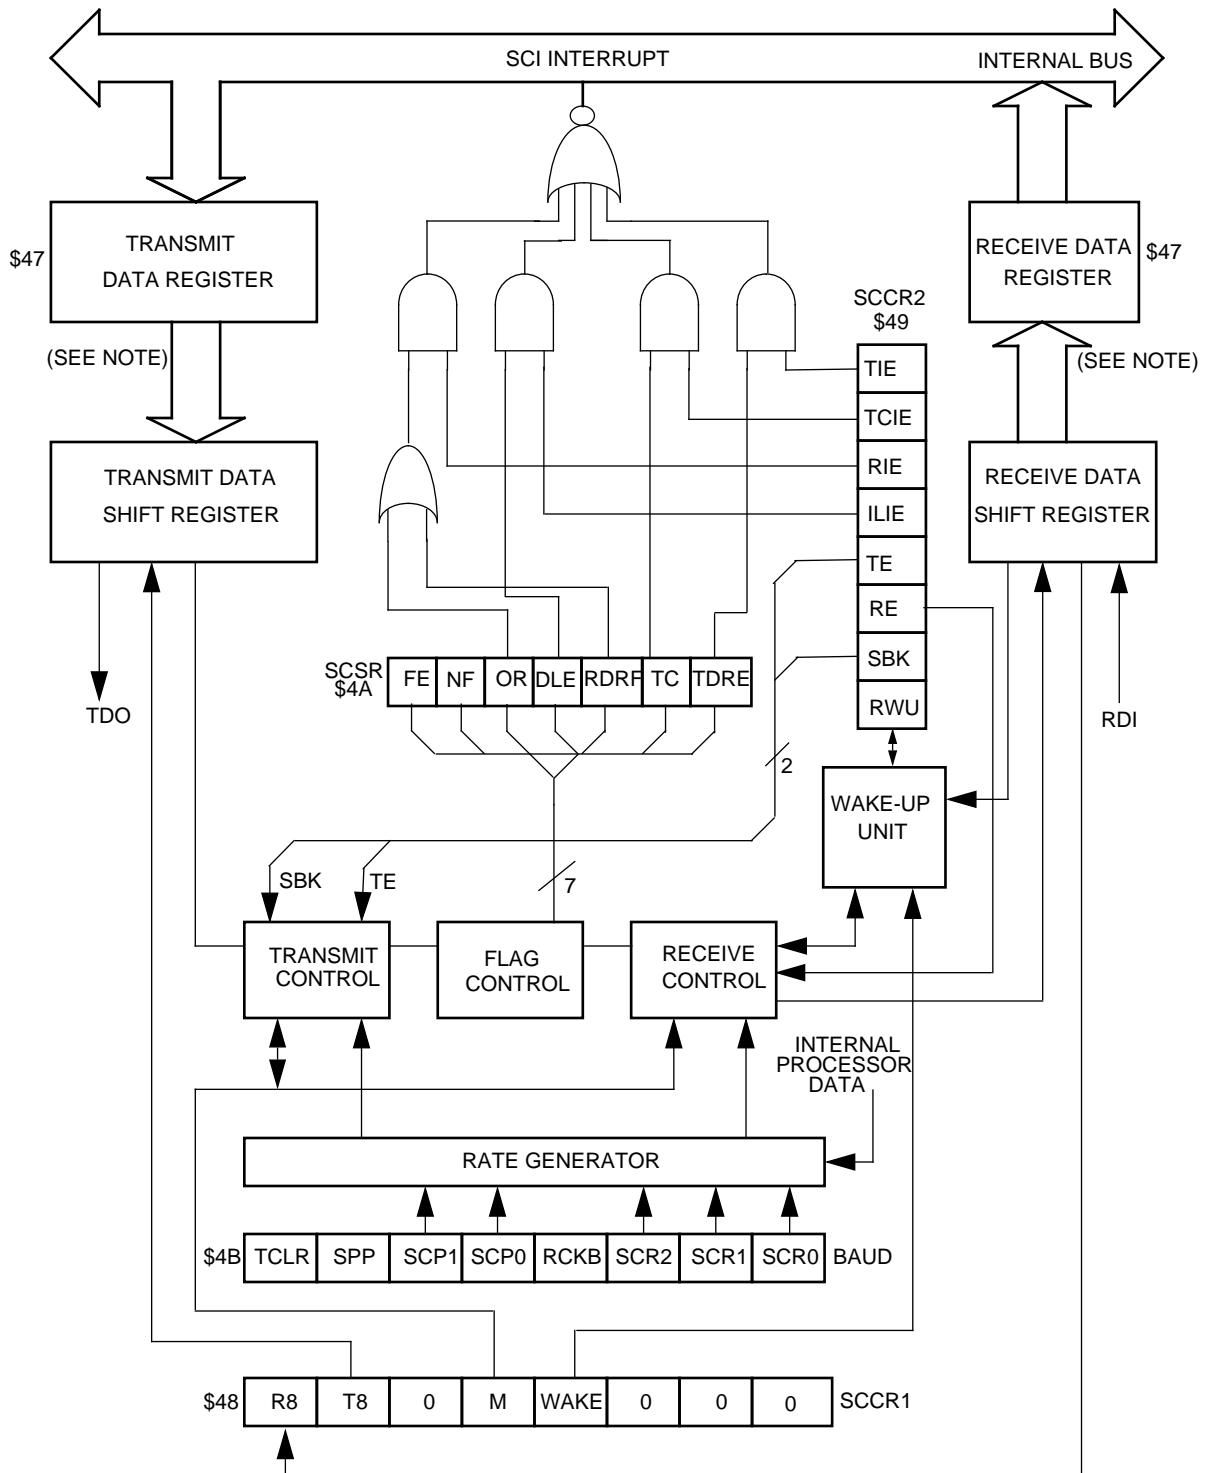 SCI INTERRUPT
INTERNAL BUS
$47
TRANSMIT
DATA REGISTER
RECEIVE DATA
REGISTER
$47
SCCR2
$49
(SEE NOTE)
(SEE NOTE)
TIE
TCIE
RIE
ILIE
TE
RE
SBK
RWU
TRANSMIT DATA
SHIFT REGISTER
RECEIVE DATA
SHIFT REGISTER
SCSR
$4A
FE
NF
OR
DLE
RDRF
TC
TDRE
TDO
RDI
2
WAKE-UP
UNIT
SBK
TE
7
TRANSMIT
CONTROL
FLAG
CONTROL
RECEIVE
CONTROL
INTERNAL
PROCESSOR
DATA
RATE GENERATOR
$4B
TCLR
SPP
SCP1
SCP0
RCKB
SCR2
SCR1
SCR0
BAUD
$48
R8
T8
0
M
WAKE
0
0
0
SCCR1